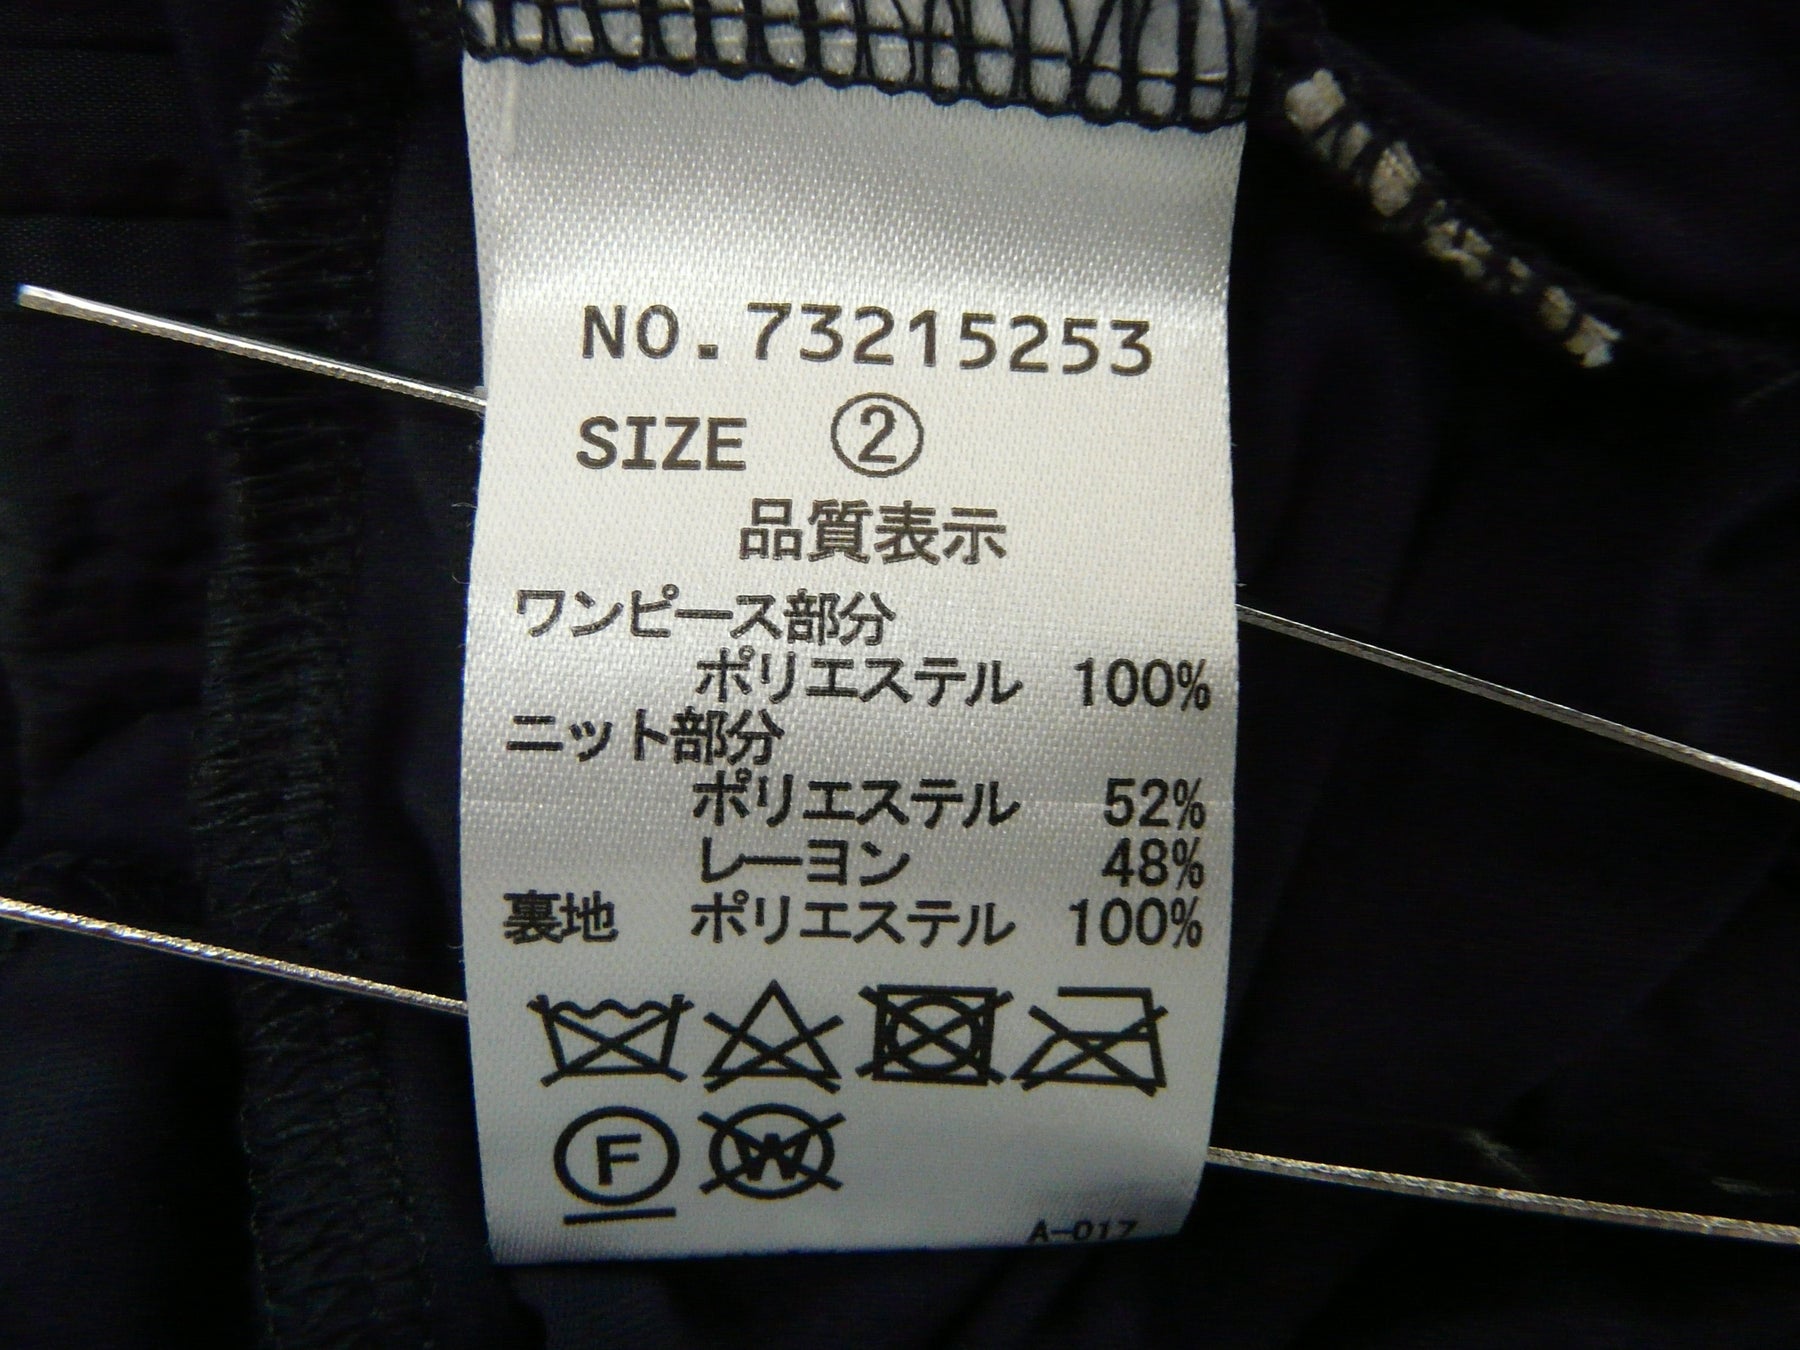 NO.73215253
SIZE ②
品質表示
ワンピース部分
ポリエステル 100%
ニット部分
ポリエステル 52%
レーヨン 48%
裏地 ポリエステル 100%
F W
A-017